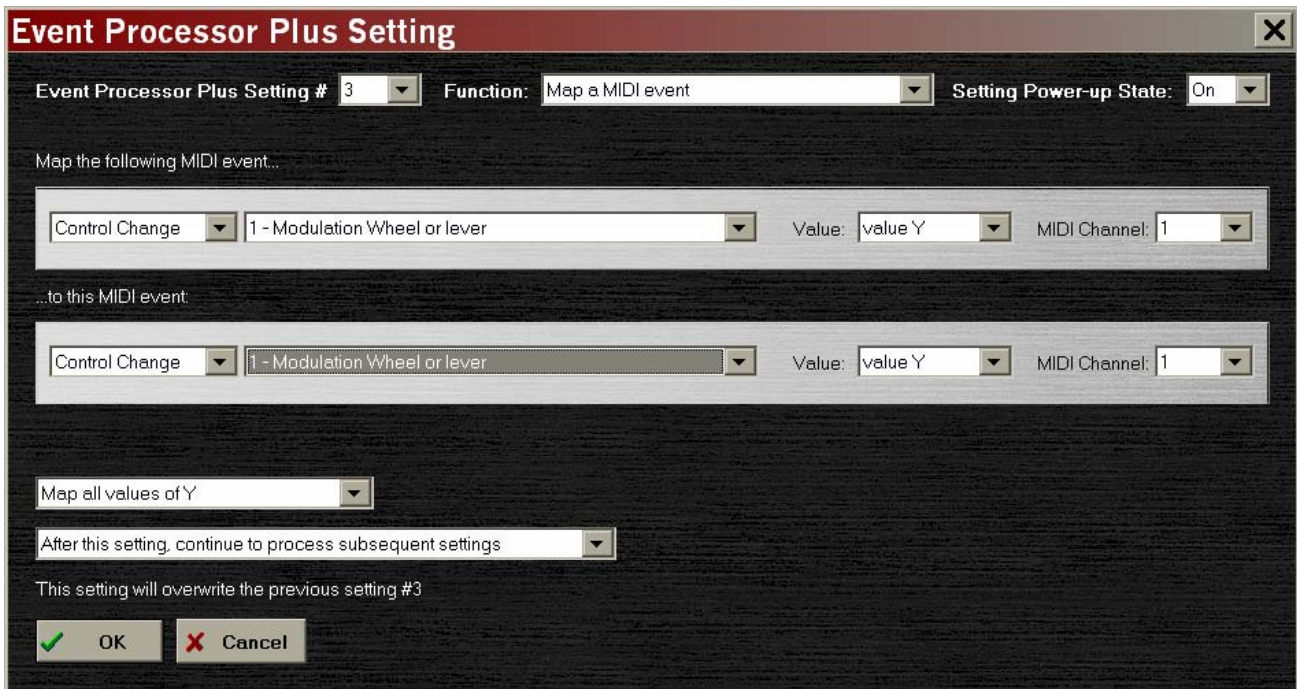 Event Processor Plus Setting
Event Processor Plus Setting # 3 Function: Map a MIDI event Setting Power-up State: On
Map the following MIDI event...
Control Change 1 - Modulation Wheel or lever Value: value Y MIDI Channel: 1
...to this MIDI event:
Control Change 1 - Modulation Wheel or lever Value: value Y MIDI Channel: 1
Map all values of Y
After this setting, continue to process subsequent settings
This setting will overwrite the previous setting #3
OK Cancel